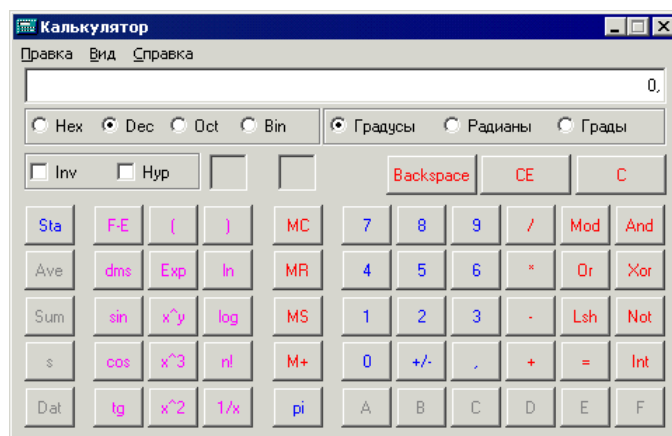 Калькулятор
Правка Вид Справка
0,
Hex Dec Oct Bin Градусы Радианы Грады
Inv Hyp Backspace CE C
Sta F-E ( ) MC 7 8 9 / Mod And
Ave dms Exp ln MR 4 5 6 * Or Xor
Sum sin x^y log MS 1 2 3 - Lsh Not
s cos x^3 n! M+ 0 +/- , + = Int
Dat tg x^2 1/x pi A B C D E F